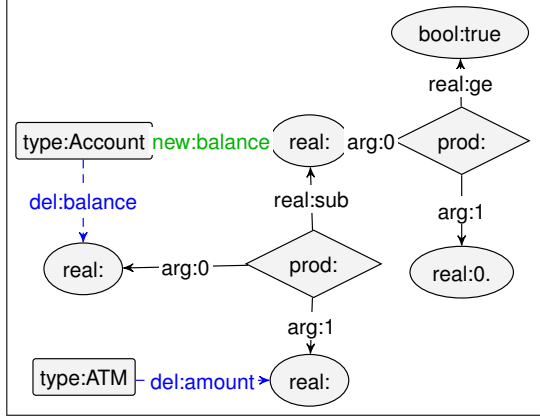 bool:true
real:ge
type:Account new:balance real: arg:0 prod:
del:balance
real:sub
arg:1
real: arg:0 prod: real:0.
arg:1
type:ATM del:amount real: